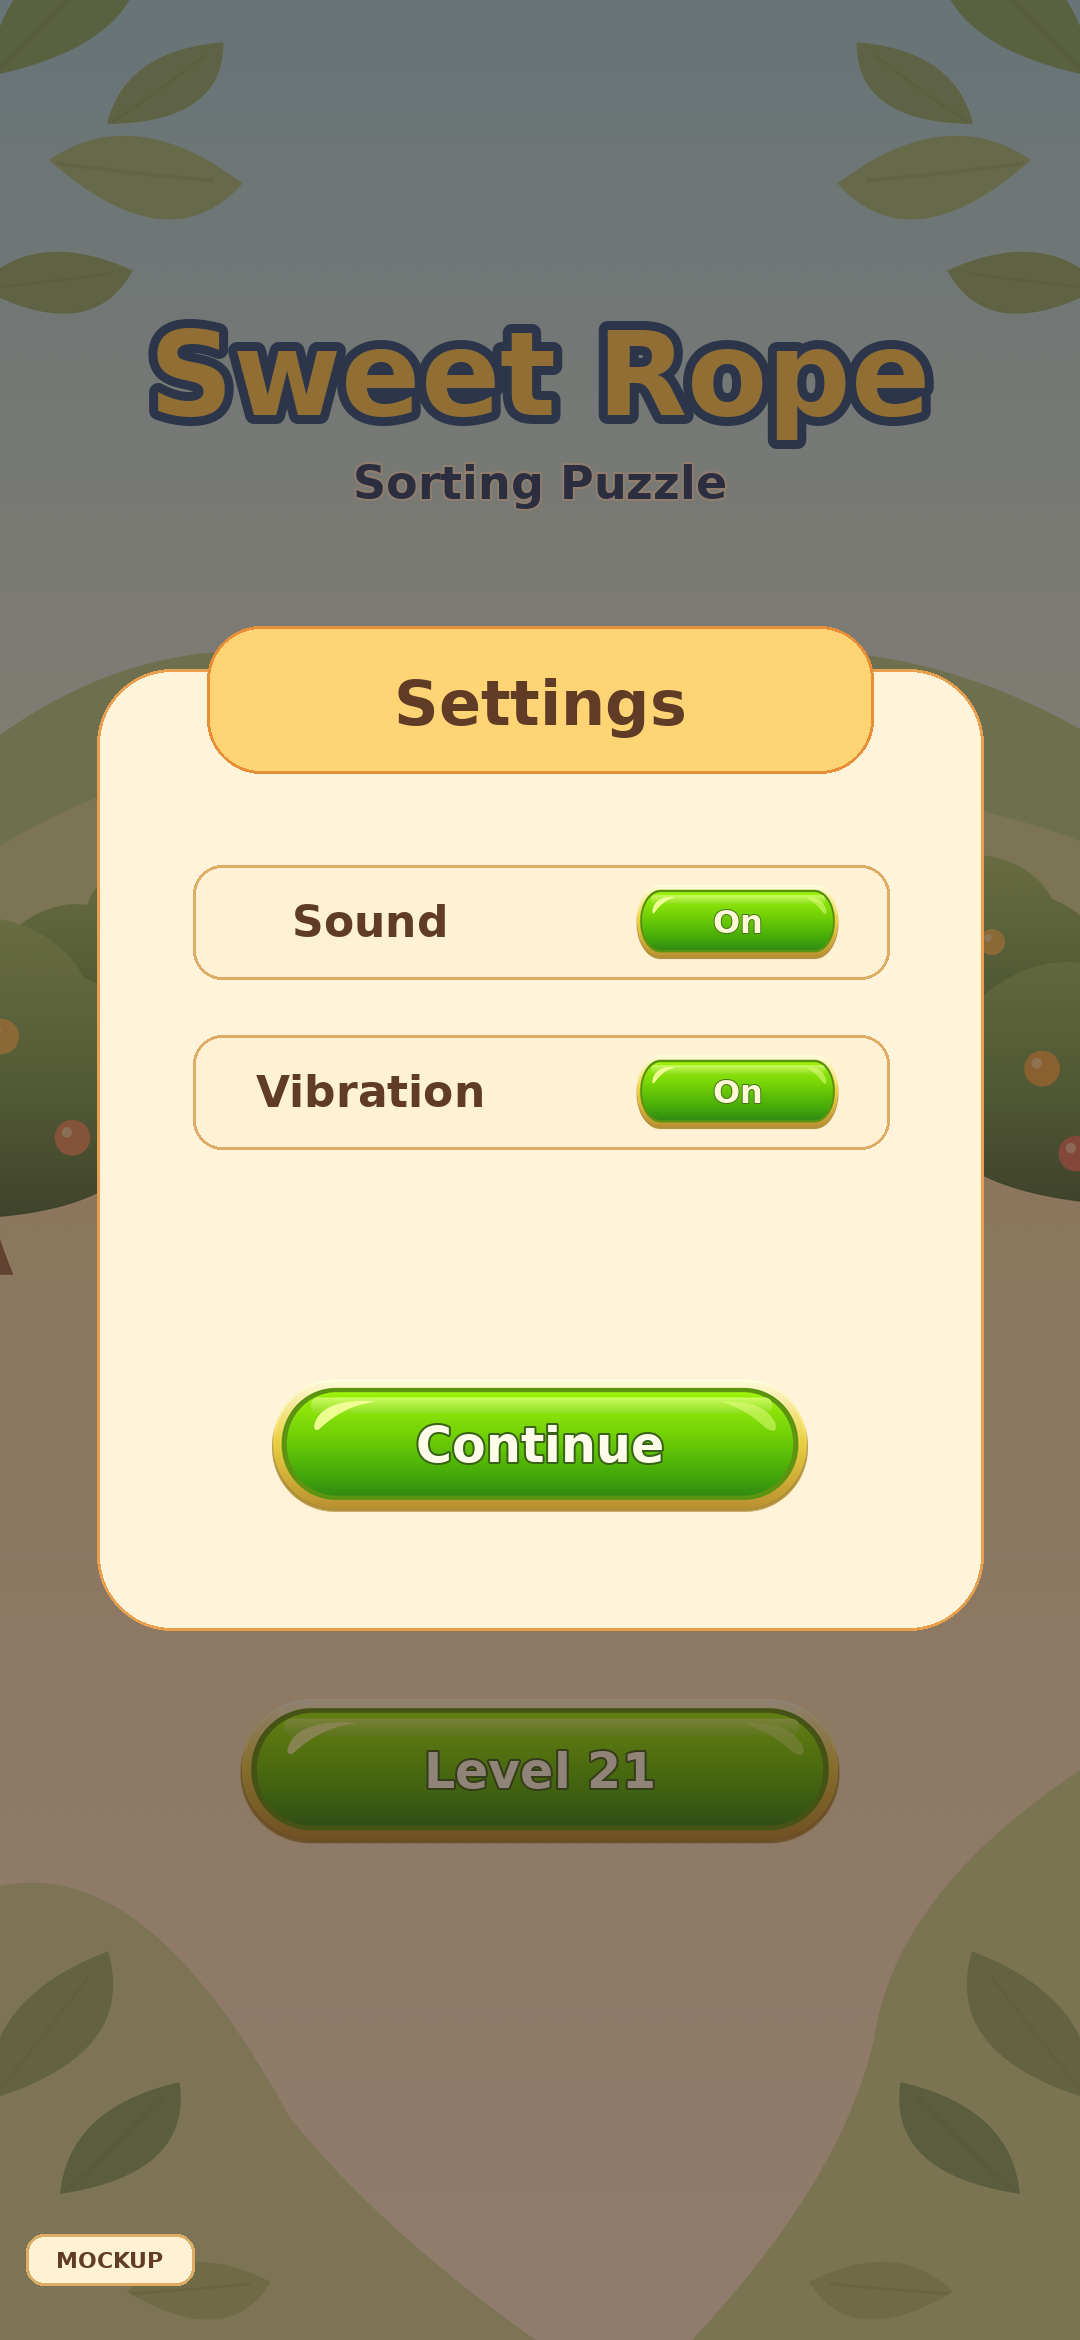 Sweet Rope
Sorting Puzzle
Settings
Sound On
Vibration On
Continue
Level 21
MOCKUP